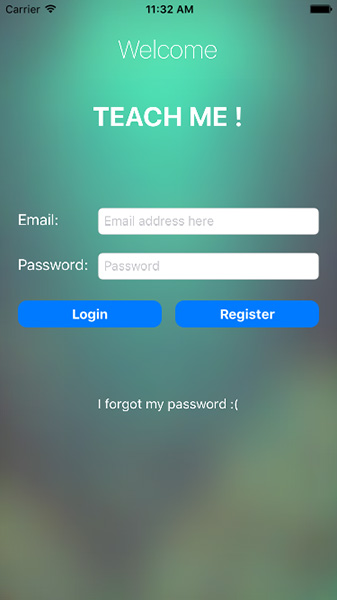 Carrier 11:32 AM
Welcome
TEACH ME !
Email: Email address here
Password: Password
Login Register
I forgot my password :(